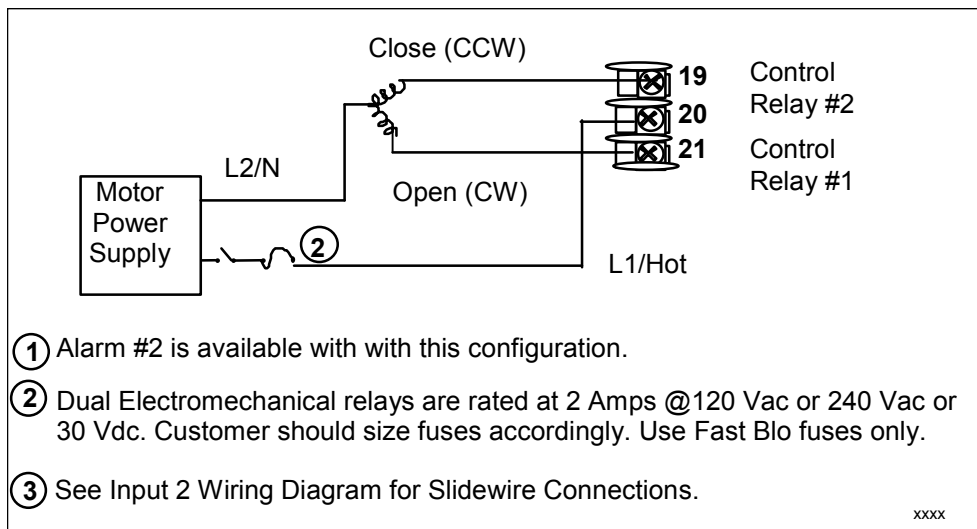 Close (CCW)
19 Control
Relay #2
20
21 Control
Relay #1
L2/N
Open (CW)
Motor
Power
Supply
2
L1/Hot
1 Alarm #2 is available with with this configuration.
2 Dual Electromechanical relays are rated at 2 Amps @120 Vac or 240 Vac or
30 Vdc. Customer should size fuses accordingly. Use Fast Blo fuses only.
3 See Input 2 Wiring Diagram for Slidewire Connections.
xxxx